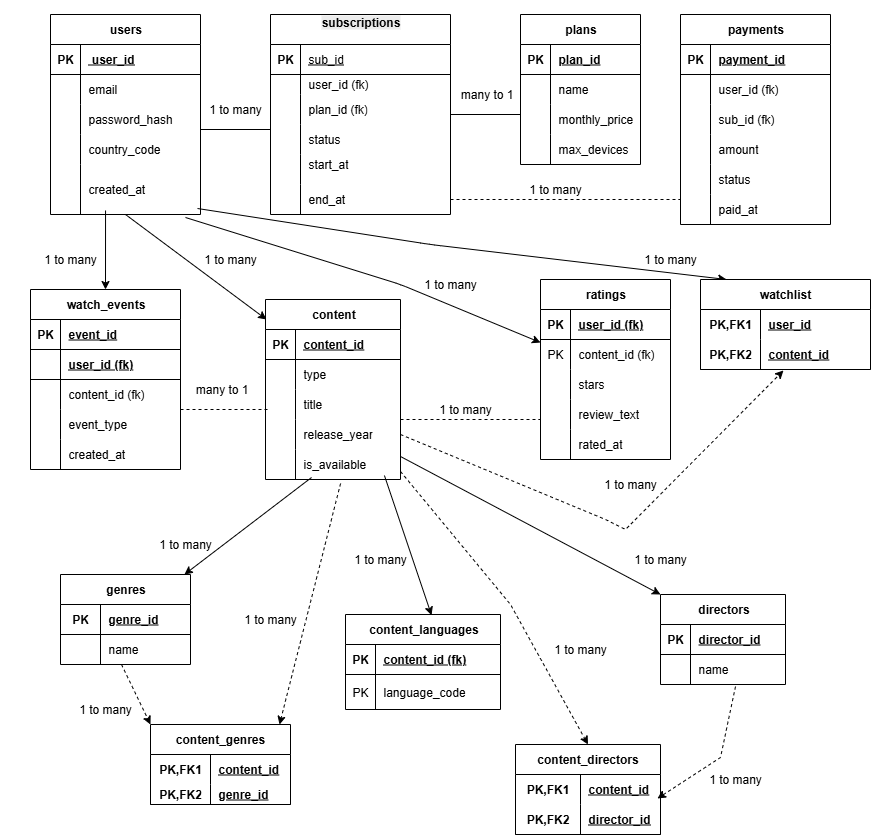 users
PK user_id
email
password_hash
country_code
created_at
1 to many
subscriptions
PK sub_id
user_id (fk)
plan_id (fk)
status
start_at
end_at
many to 1
plans
PK plan_id
name
monthly_price
max_devices
1 to many
payments
PK payment_id
user_id (fk)
sub_id (fk)
amount
status
paid_at
1 to many
1 to many
1 to many
1 to many
watch_events
PK event_id
user_id (fk)
content_id (fk)
event_type
created_at
many to 1
content
PK content_id
type
title
release_year
is_available
1 to many
ratings
PK user_id (fk)
PK content_id (fk)
stars
review_text
rated_at
watchlist
PK,FK1 user_id
PK,FK2 content_id
1 to many
1 to many
1 to many
1 to many
1 to many
1 to many
genres
PK genre_id
name
1 to many
content_languages
PK content_id (fk)
PK language_code
directors
PK director_id
name
content_genres
PK,FK1 content_id
PK,FK2 genre_id
content_directors
PK,FK1 content_id
PK,FK2 director_id
1 to many